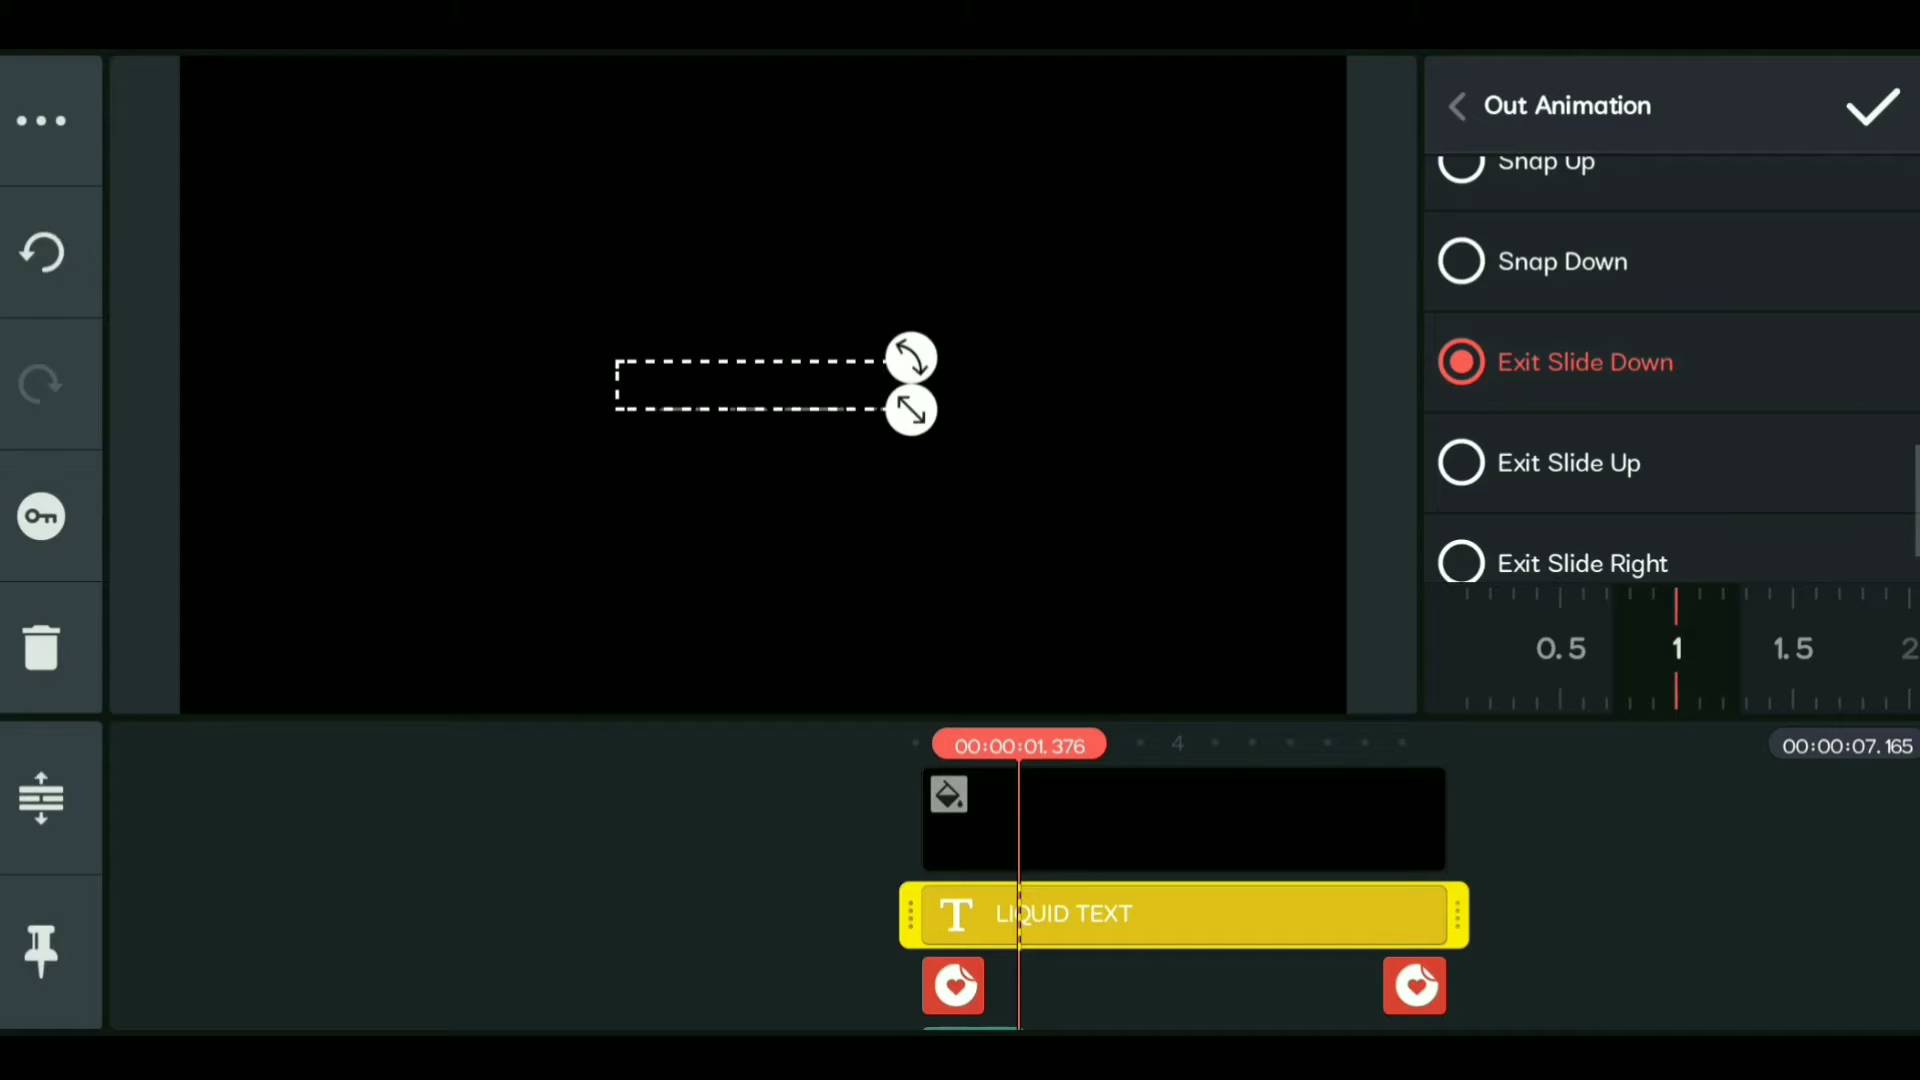 Out Animation
Snap Up
Snap Down
Exit Slide Down
Exit Slide Up
Exit Slide Right
0.5
1
1.5
2
00:00:01.376
4
00:00:07.165
T
LIQUID TEXT